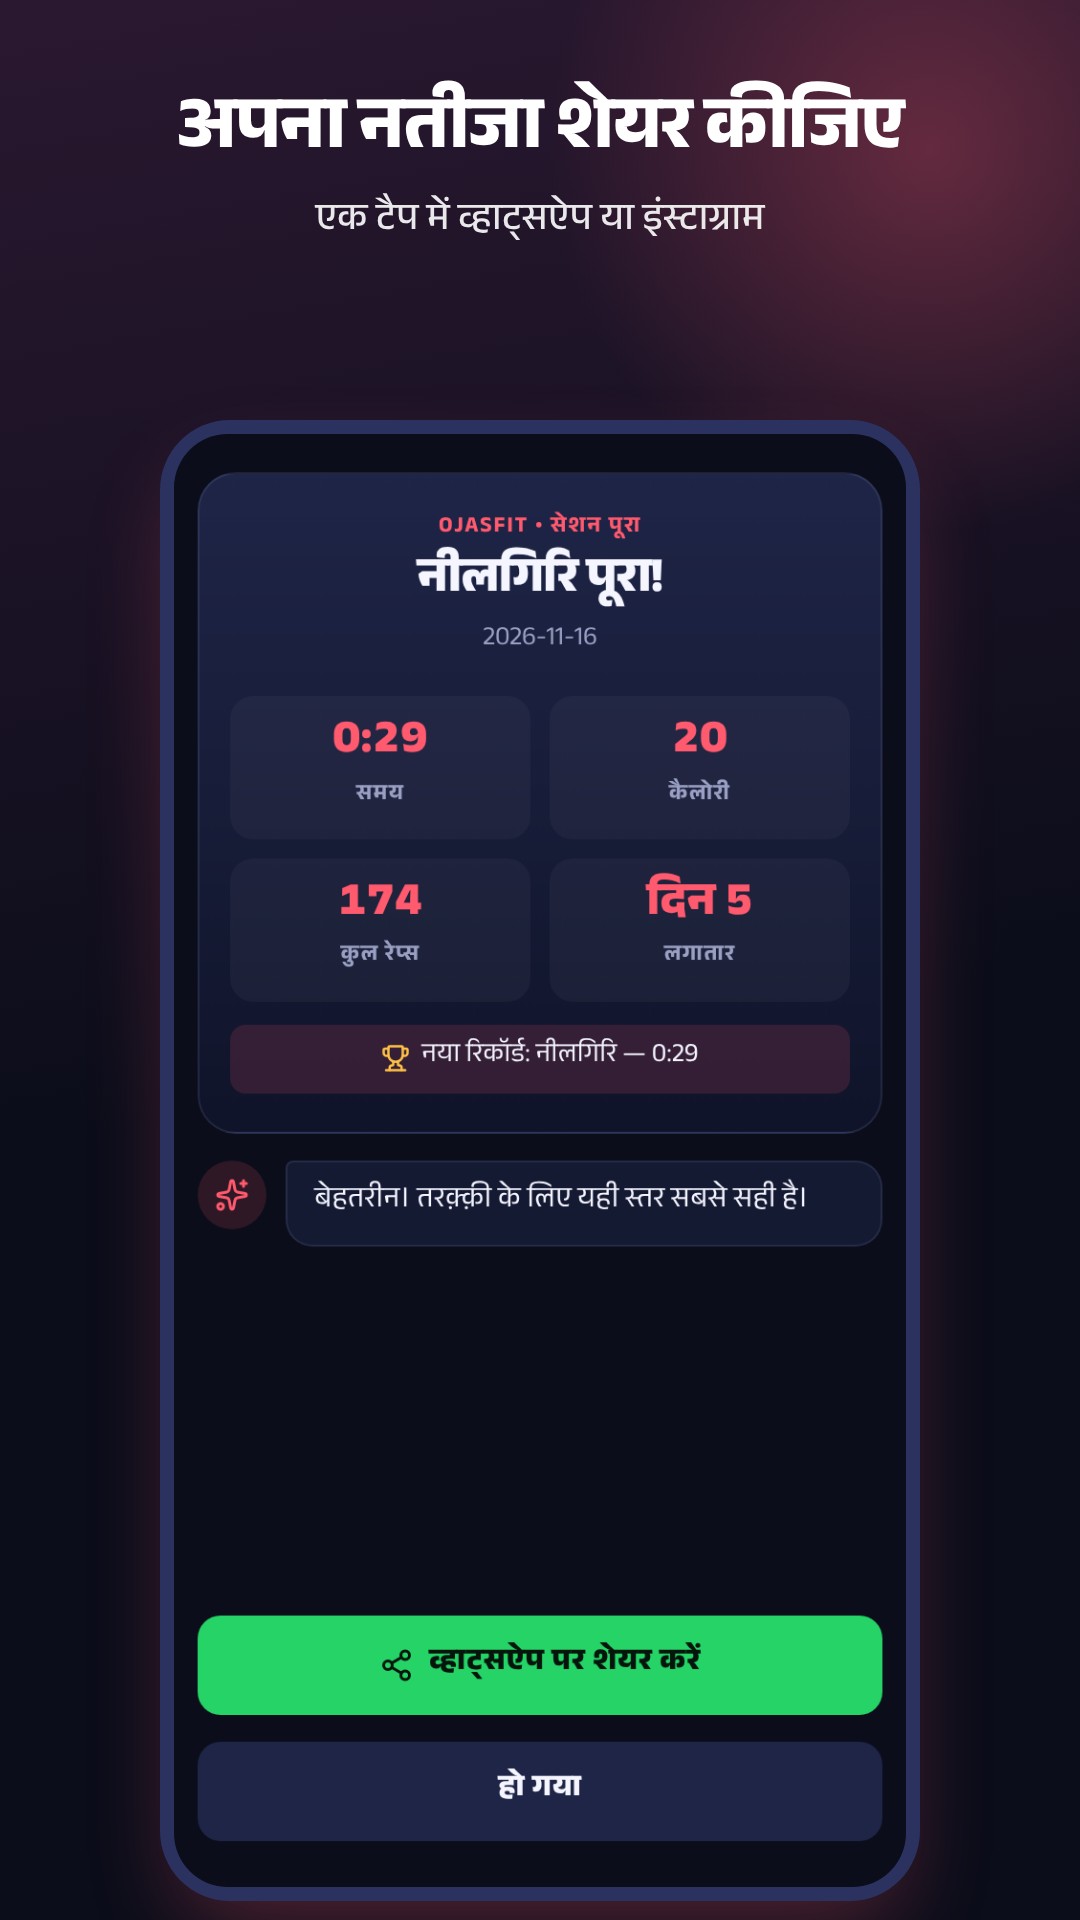 अपना नतीजा शेयर कीजिए
एक टैप में व्हाट्सऐप या इंस्टाग्राम
OJASFIT • सेशन पूरा
नीलगिरि पूरा!
2026-11-16
0:29
समय
20
कैलोरी
174
कुल रेप्स
दिन 5
लगातार
नया रिकॉर्ड: नीलगिरि — 0:29
बेहतरीन। तरक़्क़ी के लिए यही स्तर सबसे सही है।
व्हाट्सऐप पर शेयर करें
हो गया